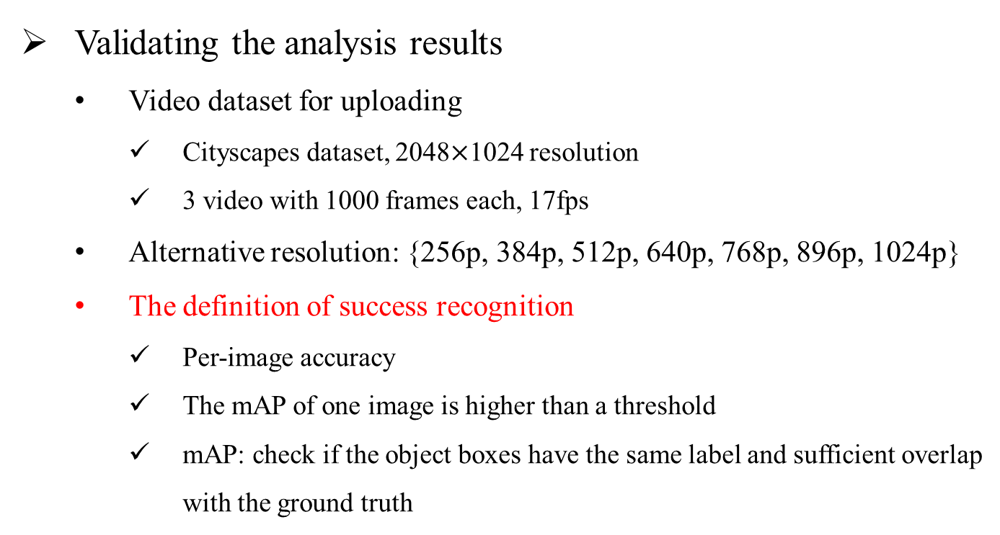 ➢ Validating the analysis results
• Video dataset for uploading
✓ Cityscapes dataset, 2048×1024 resolution
✓ 3 video with 1000 frames each, 17fps
• Alternative resolution: {256p, 384p, 512p, 640p, 768p, 896p, 1024p}
• The definition of success recognition
✓ Per-image accuracy
✓ The mAP of one image is higher than a threshold
✓ mAP: check if the object boxes have the same label and sufficient overlap
with the ground truth